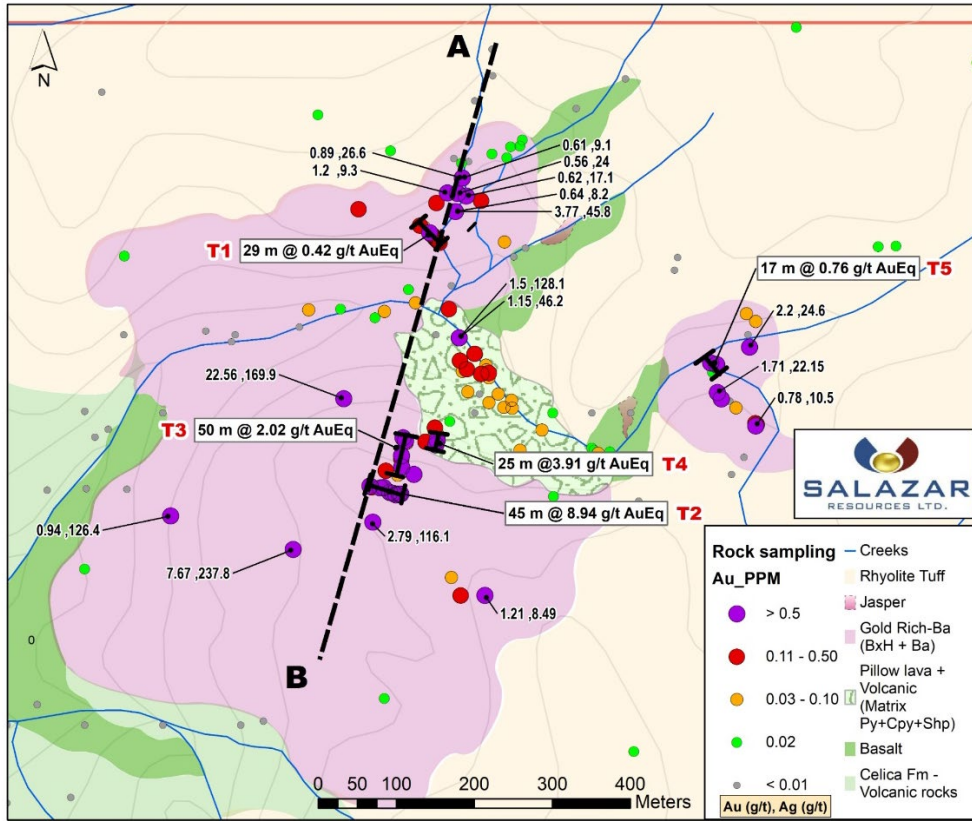 A
N
0.89 ,26.6
1.2 ,9.3
0.61 ,9.1
0.56 ,24
0.62 ,17.1
0.64 ,8.2
3.77 ,45.8
T1
29 m @ 0.42 g/t AuEq
17 m @ 0.76 g/t AuEq
T5
1.5 ,128.1
1.15 ,46.2
2.2 ,24.6
1.71 ,22.15
0.78 ,10.5
22.56 ,169.9
T3
50 m @ 2.02 g/t AuEq
25 m @3.91 g/t AuEq
T4
45 m @ 8.94 g/t AuEq
T2
0.94 ,126.4
2.79 ,116.1
7.67 ,237.8
1.21 ,8.49
0
B
0 100 200 300 400
Meters
SALAZAR
RESOURCES LTD.
Rock sampling
Au_PPM
> 0.5
0.11 - 0.50
0.03 - 0.10
0.02
< 0.01
Au (g/t), Ag (g/t)
Creeks
Rhyolite Tuff
Jasper
Gold Rich-Ba
(BxH + Ba)
Pillow lava +
Volcanic
(Matrix
Py+Cpy+Shp)
Basalt
Celica Fm -
Volcanic rocks